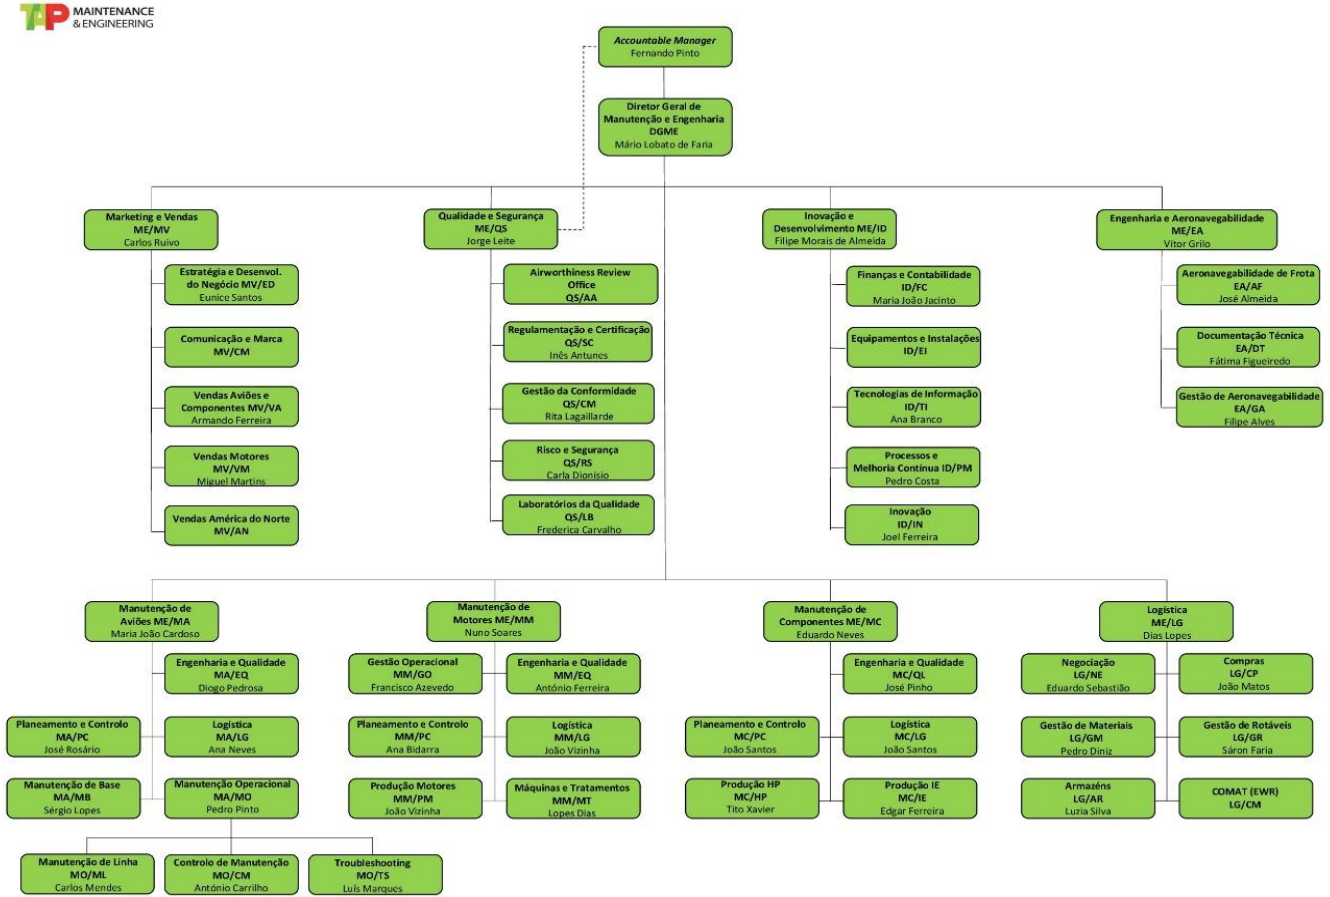 TAP MAINTENANCE
& ENGINEERING
Accountable Manager
Fernando Pinto
Diretor Geral de
Manutenção e Engenharia
DGME
Mário Lobato de Faria
Marketing e Vendas
ME/MV
Carlos Ruivo
Estratégia e Desenvol.
do Negócio MV/ED
Eunice Santos
Comunicação e Marca
MV/CM
Vendas Aviões e
Componentes MV/VA
Armando Ferreira
Vendas Motores
MV/VM
Miguel Martins
Vendas América do Norte
MV/AN
Qualidade e Segurança
ME/QS
Jorge Leite
Airworthiness Review
Office
QS/AA
Regulamentação e Certificação
QS/SC
Inês Antunes
Gestão da Conformidade
QS/CM
Rita Lagaillarde
Risco e Segurança
QS/RS
Carla Dionísio
Laboratórios da Qualidade
QS/LB
Frederica Carvalho
Inovação e
Desenvolvimento ME/ID
Filipe Morais de Almeida
Finanças e Contabilidade
ID/FC
Maria João Jacinto
Equipamentos e Instalações
ID/EI
Tecnologias de Informação
ID/TI
Ana Branco
Processos e
Melhoria Contínua ID/PM
Pedro Costa
Inovação
ID/IN
Joel Ferreira
Engenharia e Aeronavegabilidade
ME/EA
Vítor Grilo
Aeronavegabilidade de Frota
EA/AF
José Almeida
Documentação Técnica
EA/DT
Fátima Figueiredo
Gestão de Aeronavegabilidade
EA/GA
Filipe Alves
Manutenção de
Aviões ME/MA
Maria João Cardoso
Engenharia e Qualidade
MA/EQ
Diogo Pedrosa
Planeamento e Controlo
MA/PC
José Rosário
Logística
MA/LG
Ana Neves
Manutenção de Base
MA/MB
Sérgio Lopes
Manutenção Operacional
MA/MO
Pedro Pinto
Manutenção de Linha
MO/ML
Carlos Mendes
Controlo de Manutenção
MO/CM
António Carrilho
Troubleshooting
MO/TS
Luís Marques
Manutenção de
Motores ME/MM
Nuno Soares
Gestão Operacional
MM/GO
Francisco Azevedo
Engenharia e Qualidade
MM/EQ
António Ferreira
Planeamento e Controlo
MM/PC
Ana Bidarra
Logística
MM/LG
João Vizinha
Produção Motores
MM/PM
João Vizinha
Máquinas e Tratamentos
MM/MT
Lopes Dias
Manutenção de
Componentes ME/MC
Eduardo Neves
Engenharia e Qualidade
MC/QL
José Pinho
Planeamento e Controlo
MC/PC
João Santos
Logística
MC/LG
João Santos
Produção HP
MC/HP
Tito Xavier
Produção IE
MC/IE
Edgar Ferreira
Logística
ME/LG
Dias Lopes
Negociação
LG/NE
Eduardo Sebastião
Compras
LG/CP
João Matos
Gestão de Materiais
LG/GM
Pedro Diniz
Gestão de Rotáveis
LG/GR
Sáron Faria
Armazéns
LG/AR
Luzia Silva
COMAT (EWR)
LG/CM